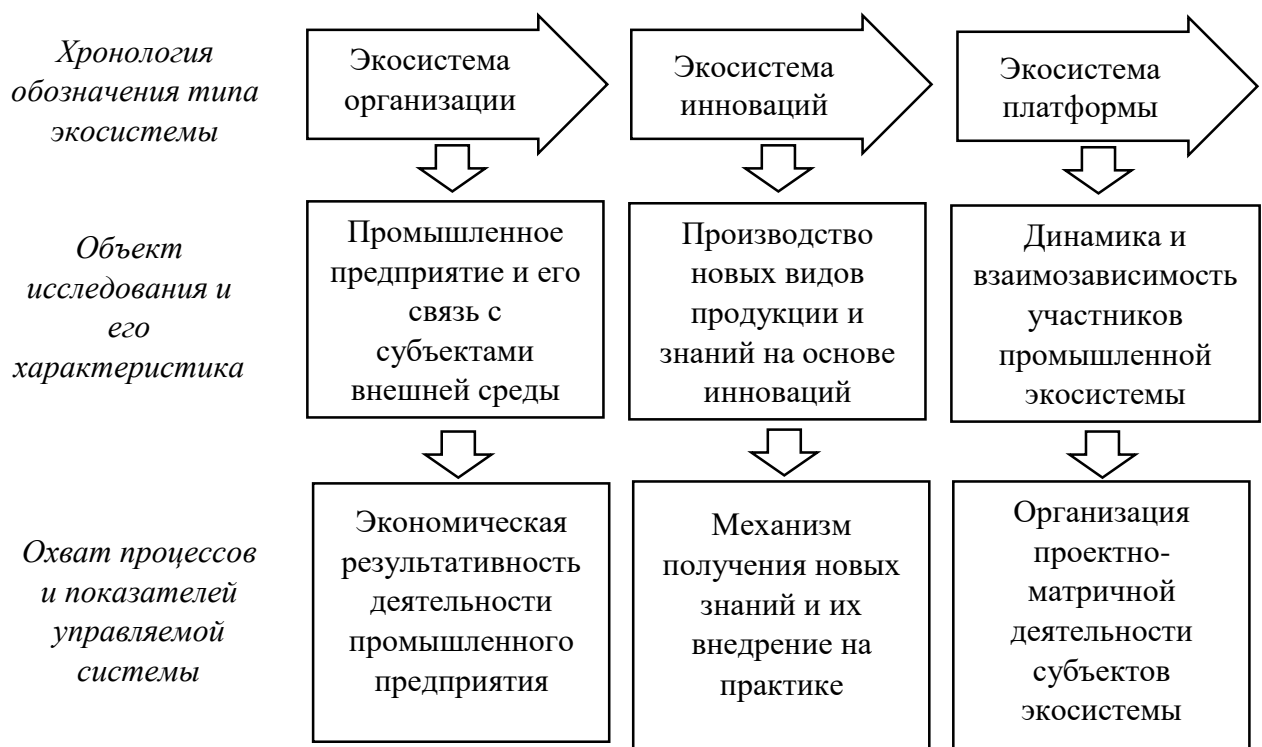 Хронология
обозначения типа
экосистемы
Экосистема
организации
Экосистема
инноваций
Экосистема
платформы
Объект
исследования и
его
характеристика
Промышленное
предприятие и его
связь с
субъектами
внешней среды
Производство
новых видов
продукции и
знаний на основе
инноваций
Динамика и
взаимозависимость
участников
промышленной
экосистемы
Охват процессов
и показателей
управляемой
системы
Экономическая
результативность
деятельности
промышленного
предприятия
Механизм
получения новых
знаний и их
внедрение на
практике
Организация
проектно-
матричной
деятельности
субъектов
экосистемы